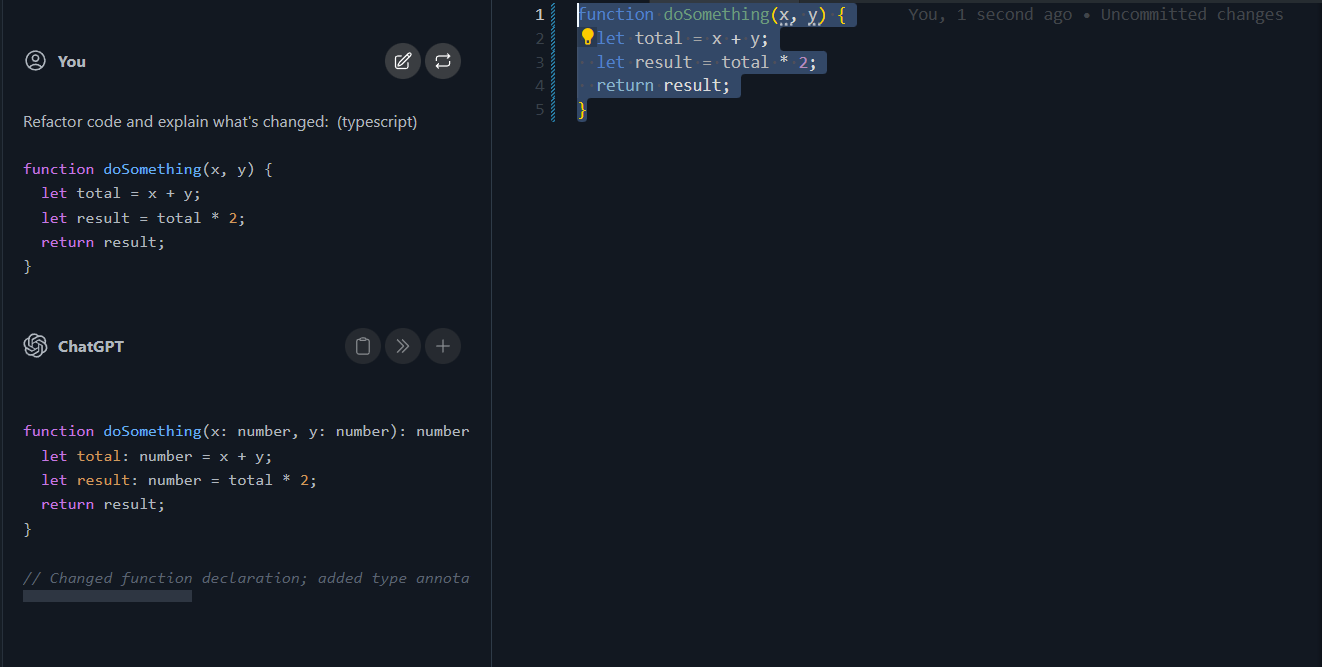 You
Refactor code and explain what's changed: (typescript)
function doSomething(x, y) {
  let total = x + y;
  let result = total * 2;
  return result;
}
ChatGPT
function doSomething(x: number, y: number): number
  let total: number = x + y;
  let result: number = total * 2;
  return result;
}
// Changed function declaration; added type annota
1 function doSomething(x, y) { You, 1 second ago • Uncommitted changes
2   let total = x + y;
3   let result = total * 2;
4   return result;
5 }